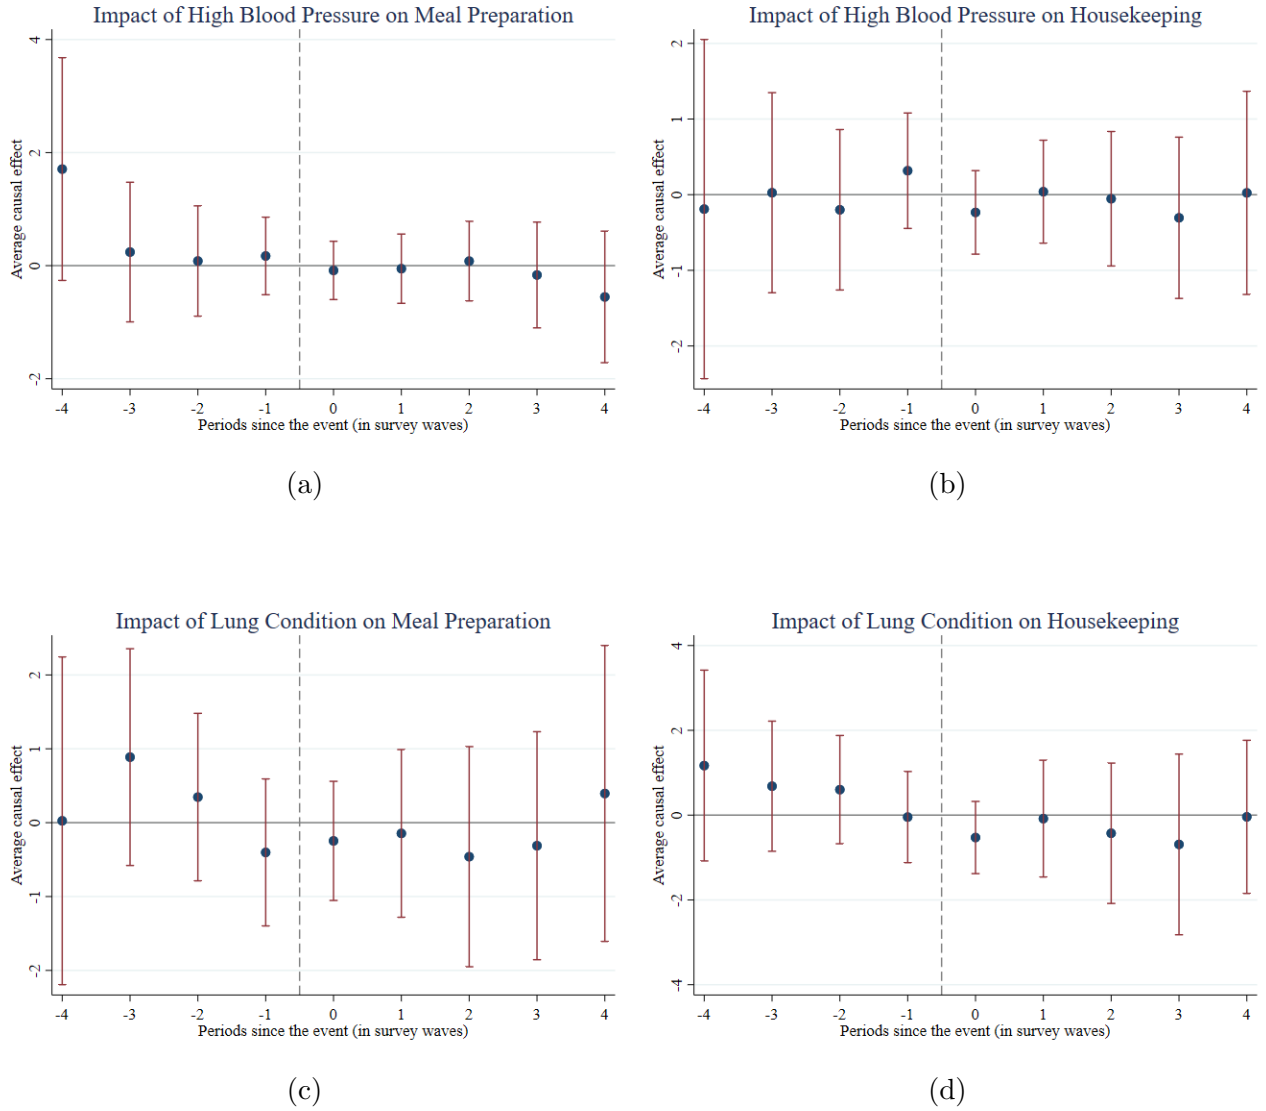 Impact of High Blood Pressure on Meal Preparation
Average causal effect
4
2
0
-2
-4 -3 -2 -1 0 1 2 3 4
Periods since the event (in survey waves)
(a)
Impact of High Blood Pressure on Housekeeping
Average causal effect
2
1
0
-1
-2
-4 -3 -2 -1 0 1 2 3 4
Periods since the event (in survey waves)
(b)
Impact of Lung Condition on Meal Preparation
Average causal effect
2
1
0
-1
-2
-4 -3 -2 -1 0 1 2 3 4
Periods since the event (in survey waves)
(c)
Impact of Lung Condition on Housekeeping
Average causal effect
4
2
0
-2
-4
-4 -3 -2 -1 0 1 2 3 4
Periods since the event (in survey waves)
(d)